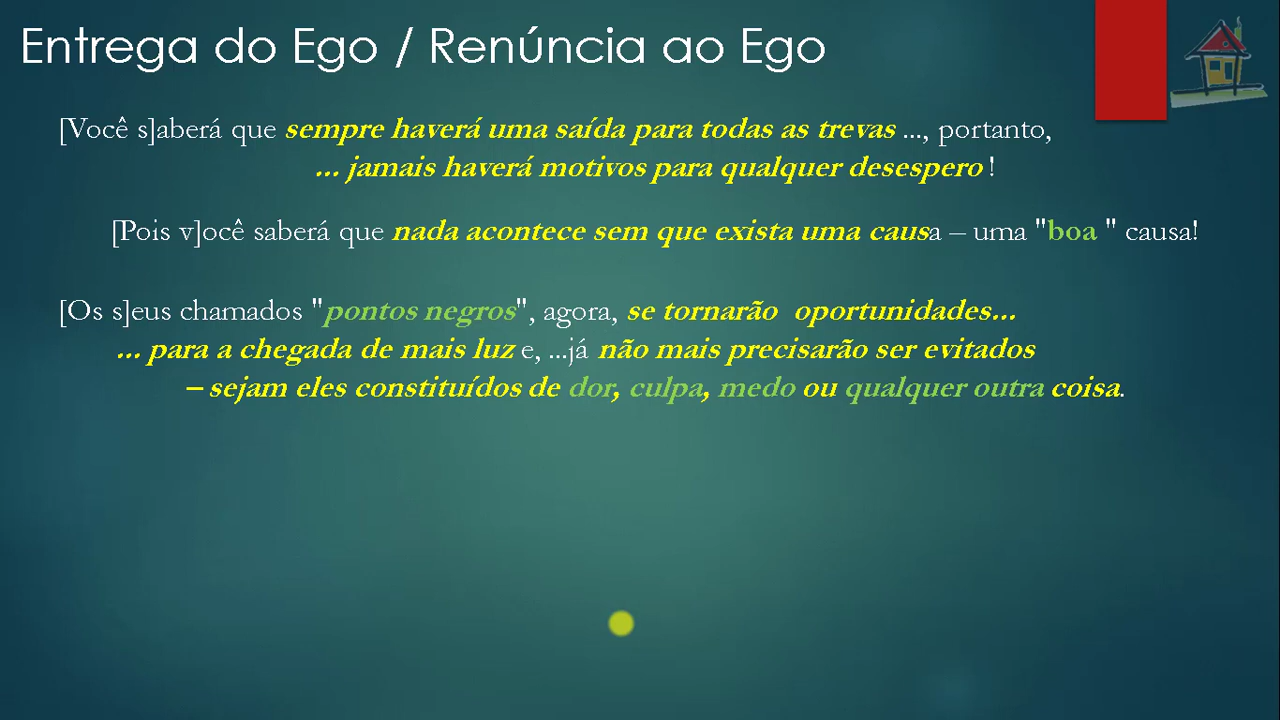 Entrega do Ego / Renúncia ao Ego
[Você s]aberá que sempre haverá uma saída para todas as trevas ..., portanto,
... jamais haverá motivos para qualquer desespero !
[Pois v]ocê saberá que nada acontece sem que exista uma causa – uma "boa " causa!
[Os s]eus chamados "pontos negros", agora, se tornarão oportunidades...
... para a chegada de mais luz e, ...já não mais precisarão ser evitados
– sejam eles constituídos de dor, culpa, medo ou qualquer outra coisa.